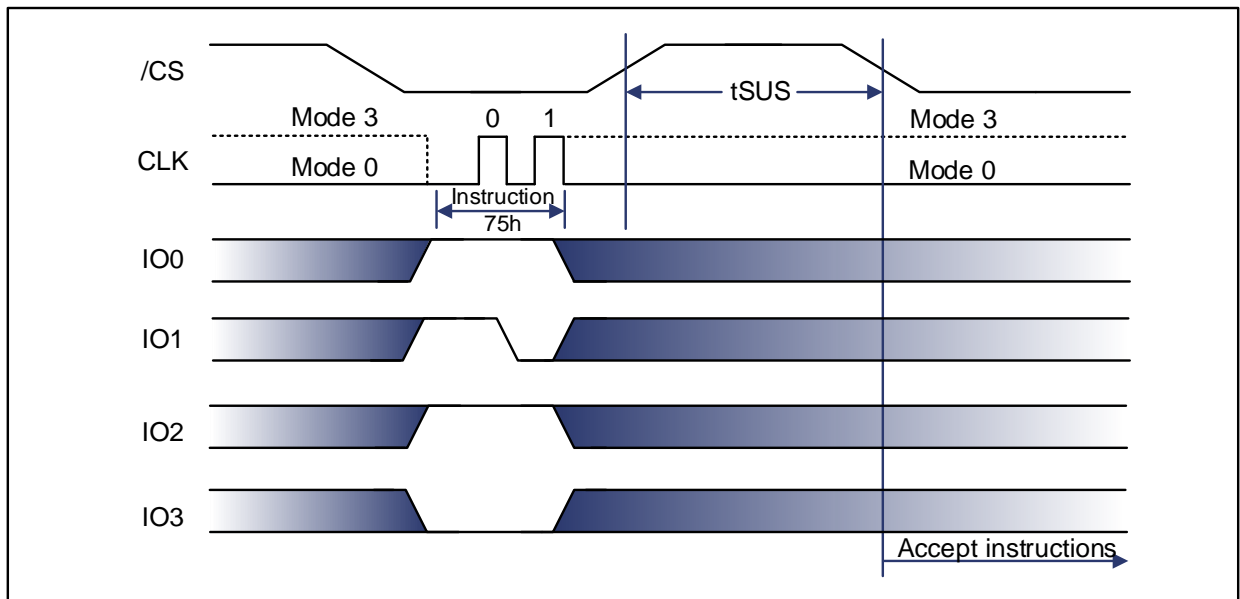 /CS
tSUS
Mode 3 0 1 Mode 3
CLK
Mode 0 Mode 0
Instruction
75h
IO0
IO1
IO2
IO3
Accept instructions